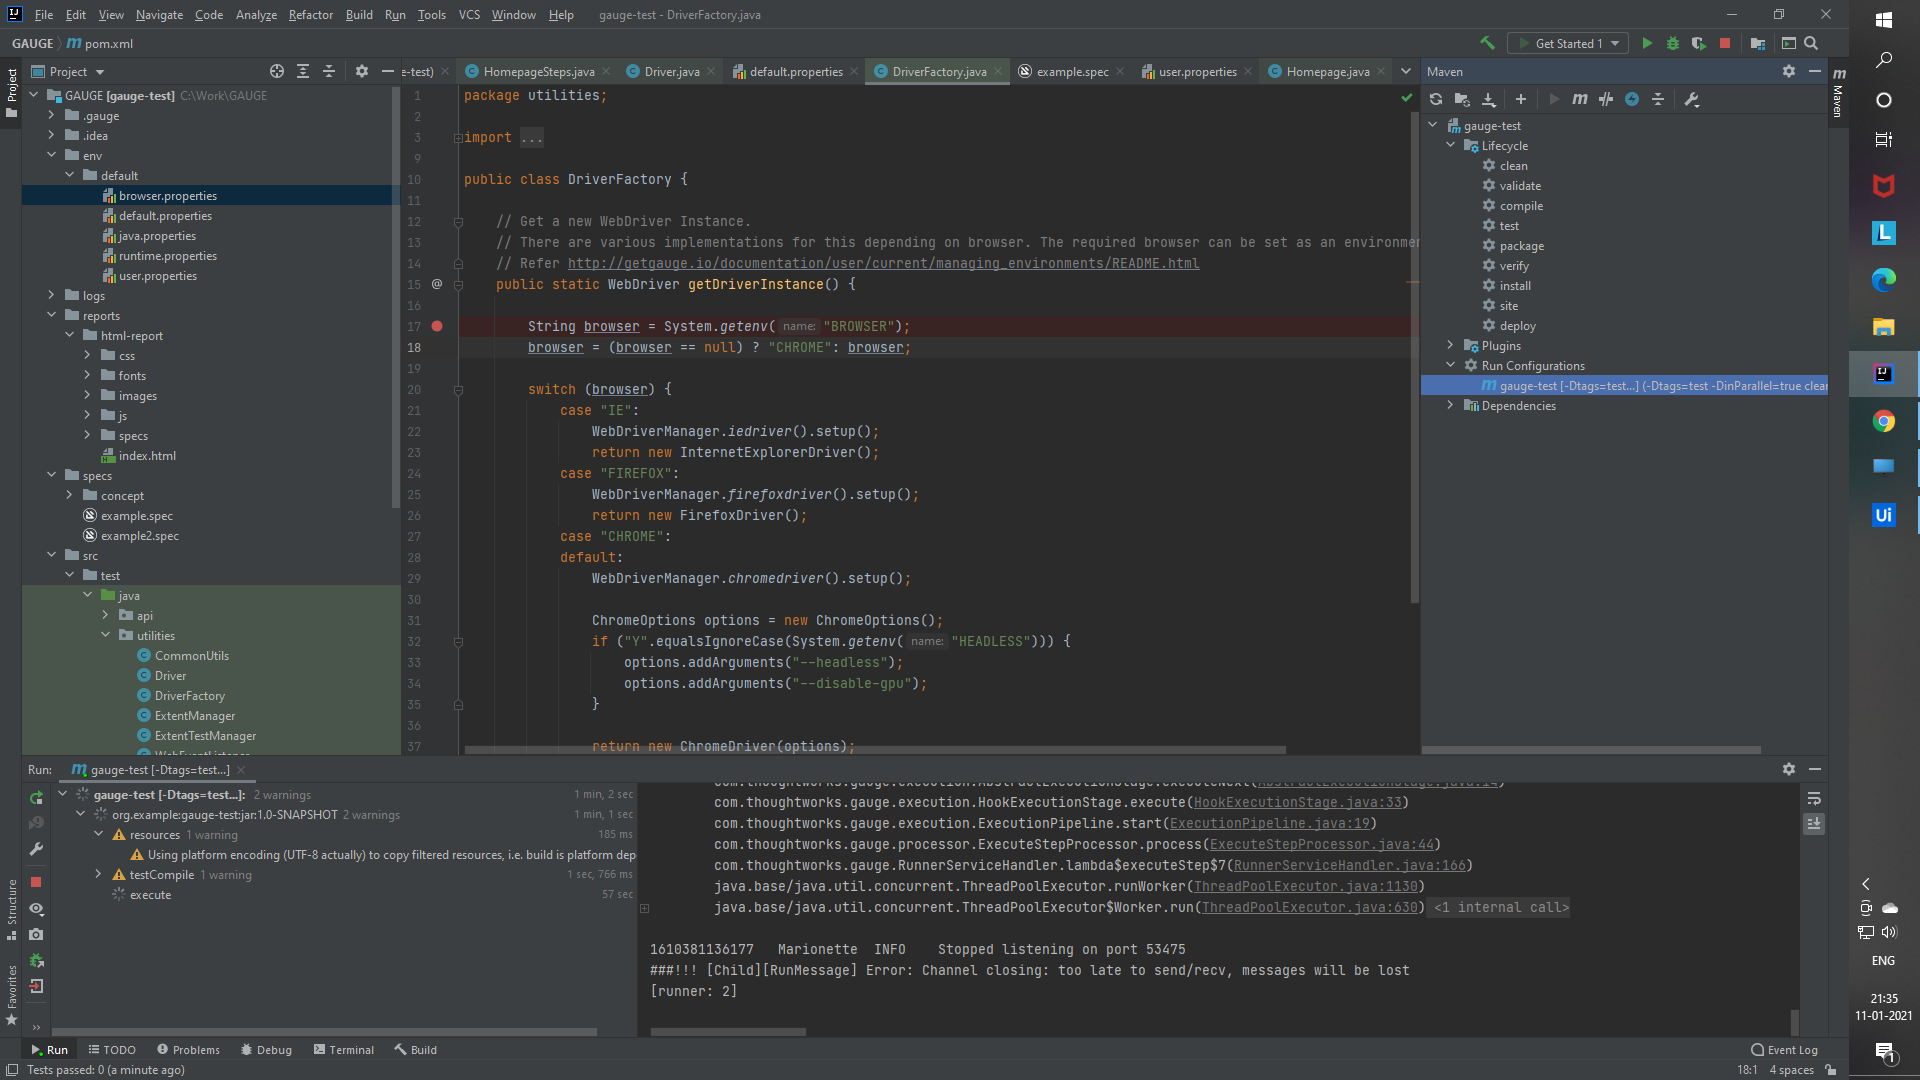 File Edit View Navigate Code Analyze Refactor Build Run Tools VCS Window Help gauge-test - DriverFactory.java
GAUGE pom.xml
Get Started 1
Project
e-test) HomepageSteps.java Driver.java default.properties DriverFactory.java example.spec user.properties Homepage.java
Maven
Project
Maven
GAUGE [gauge-test] C:\Work\GAUGE
.gauge
.idea
env
default
browser.properties
default.properties
java.properties
runtime.properties
user.properties
logs
reports
html-report
css
fonts
images
js
specs
index.html
specs
concept
example.spec
example2.spec
src
test
java
api
utilities
CommonUtils
Driver
DriverFactory
ExtentManager
ExtentTestManager
WebEventListener
1 package utilities;
2
3 import ...
9
10 public class DriverFactory {
11
12 // Get a new WebDriver Instance.
13 // There are various implementations for this depending on browser. The required browser can be set as an environme
14 // Refer http://getgauge.io/documentation/user/current/managing_environments/README.html
15 @ public static WebDriver getDriverInstance() {
16
17 String browser = System.getenv( name: "BROWSER");
18 browser = (browser == null) ? "CHROME": browser;
19
20 switch (browser) {
21 case "IE":
22 WebDriverManager.iedriver().setup();
23 return new InternetExplorerDriver();
24 case "FIREFOX":
25 WebDriverManager.firefoxdriver().setup();
26 return new FirefoxDriver();
27 case "CHROME":
28 default:
29 WebDriverManager.chromedriver().setup();
30
31 ChromeOptions options = new ChromeOptions();
32 if ("Y".equalsIgnoreCase(System.getenv( name: "HEADLESS"))) {
33 options.addArguments("--headless");
34 options.addArguments("--disable-gpu");
35 }
36
37 return new ChromeDriver(options);
gauge-test
Lifecycle
clean
validate
compile
test
package
verify
install
site
deploy
Plugins
Run Configurations
gauge-test [-Dtags=test...] (-Dtags=test -DinParallel=true clean
Dependencies
Run: gauge-test [-Dtags=test...]
gauge-test [-Dtags=test...]: 2 warnings 1 min, 2 sec
org.example:gauge-test:jar:1.0-SNAPSHOT 2 warnings 1 min, 1 sec
resources 1 warning 185 ms
Using platform encoding (UTF-8 actually) to copy filtered resources, i.e. build is platform dep
testCompile 1 warning 1 sec, 766 ms
execute 57 sec
com.thoughtworks.gauge.execution.AbstractExecutionStage.executeNext(AbstractExecutionStage.java:14)
com.thoughtworks.gauge.execution.HookExecutionStage.execute(HookExecutionStage.java:33)
com.thoughtworks.gauge.execution.ExecutionPipeline.start(ExecutionPipeline.java:19)
com.thoughtworks.gauge.processor.ExecuteStepProcessor.process(ExecuteStepProcessor.java:44)
com.thoughtworks.gauge.RunnerServiceHandler.lambda$executeStep$7(RunnerServiceHandler.java:166)
java.base/java.util.concurrent.ThreadPoolExecutor.runWorker(ThreadPoolExecutor.java:1130)
java.base/java.util.concurrent.ThreadPoolExecutor$Worker.run(ThreadPoolExecutor.java:630) <1 internal call>
1610381136177 Marionette INFO Stopped listening on port 53475
###!!! [Child][RunMessage] Error: Channel closing: too late to send/recv, messages will be lost
[runner: 2]
Structure
Favorites
Run TODO Problems Debug Terminal Build Event Log
Tests passed: 0 (a minute ago) 18:1 4 spaces
L
IJ
Ui
ENG
21:35
11-01-2021
1